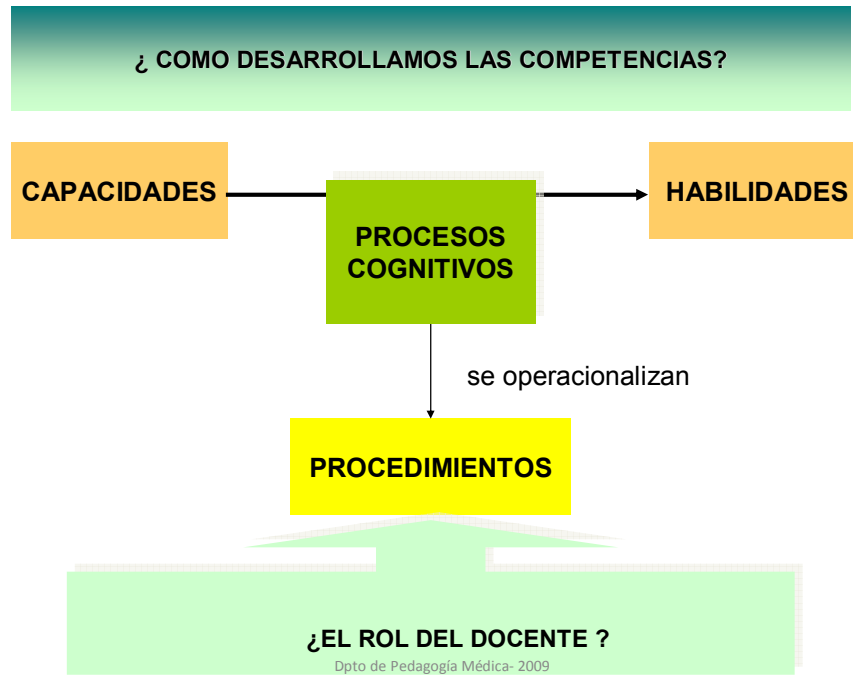 ¿ COMO DESARROLLAMOS LAS COMPETENCIAS?
CAPACIDADES
HABILIDADES
PROCESOS
COGNITIVOS
se operacionalizan
PROCEDIMIENTOS
¿EL ROL DEL DOCENTE ?
Dpto de Pedagogía Médica- 2009